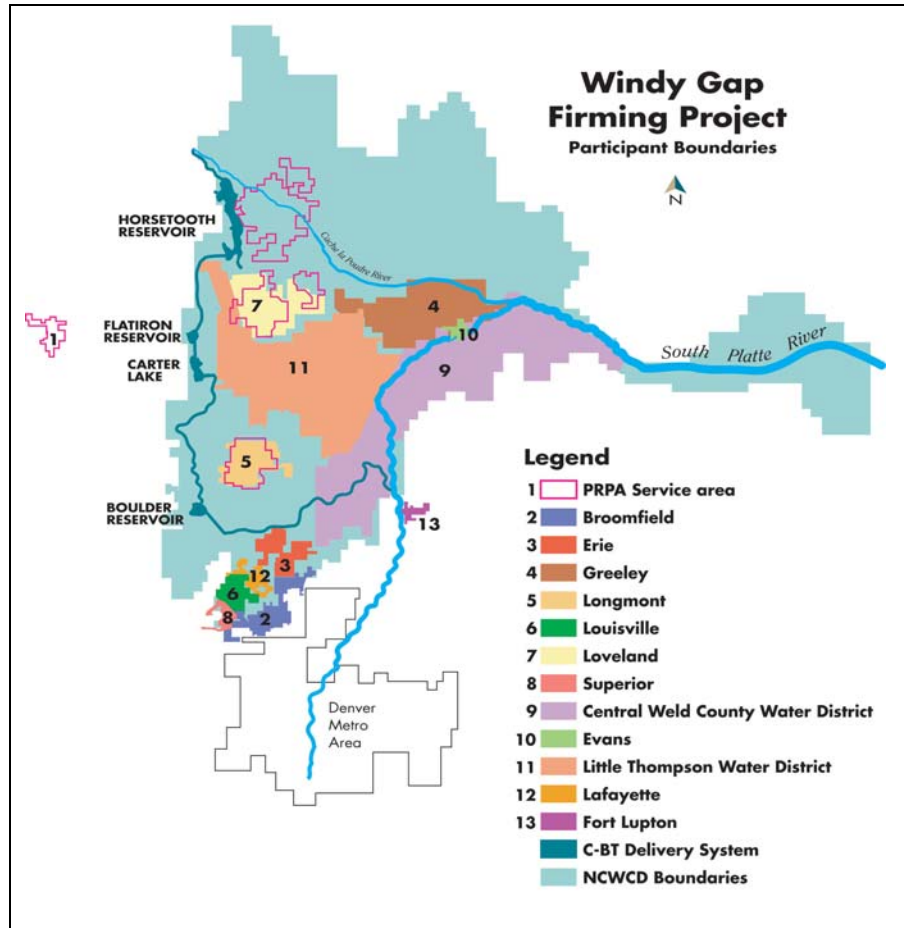 Windy Gap
Firming Project
Participant Boundaries
N
HORSETOOTH
RESERVOIR
Cache la Poudre River
7
4
1
FLATIRON
RESERVOIR
10
South Platte River
CARTER
LAKE
11
9
5
BOULDER
RESERVOIR
13
3
12
6
8
2
Denver
Metro
Area
Legend
1 PRPA Service area
2 Broomfield
3 Erie
4 Greeley
5 Longmont
6 Louisville
7 Loveland
8 Superior
9 Central Weld County Water District
10 Evans
11 Little Thompson Water District
12 Lafayette
13 Fort Lupton
C-BT Delivery System
NCWCD Boundaries